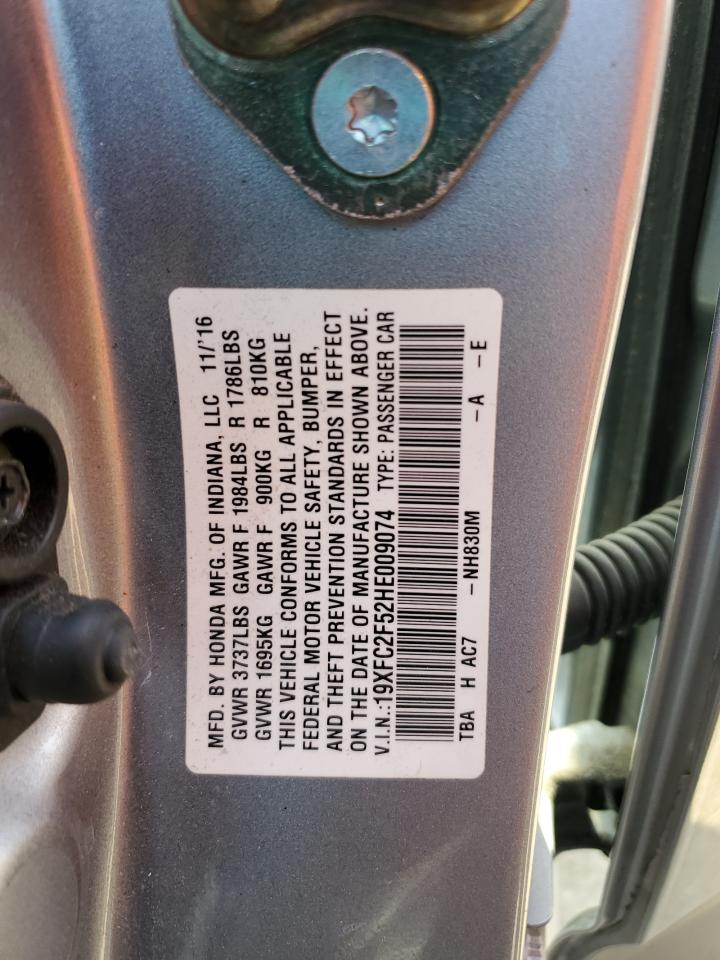 MFD. BY HONDA MFG. OF INDIANA, LLC 11/'16
GVWR 3737LBS GAWR F 1984LBS R 1786LBS
GVWR 1695KG GAWR F 900KG R 810KG
THIS VEHICLE CONFORMS TO ALL APPLICABLE
FEDERAL MOTOR VEHICLE SAFETY, BUMPER,
AND THEFT PREVENTION STANDARDS IN EFFECT
ON THE DATE OF MANUFACTURE SHOWN ABOVE.
V.I.N.:19XFC2F52HE009074 TYPE: PASSENGER CAR
TBA H AC7 -NH830M -A -E